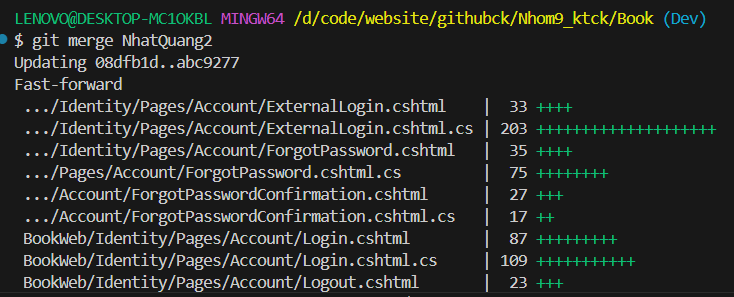 LENOVO@DESKTOP-MC1OKBL MINGW64 /d/code/website/githubck/Nhom9_ktck/Book (Dev)
$ git merge NhatQuang2
Updating 08dfb1d..abc9277
Fast-forward
.../Identity/Pages/Account/ExternalLogin.cshtml | 33 ++++
.../Identity/Pages/Account/ExternalLogin.cshtml.cs | 203 ++++++++++++++++++++
.../Identity/Pages/Account/ForgotPassword.cshtml | 35 ++++
.../Pages/Account/ForgotPassword.cshtml.cs | 75 ++++++++
.../Account/ForgotPasswordConfirmation.cshtml | 27 +++
.../Account/ForgotPasswordConfirmation.cshtml.cs | 17 ++
BookWeb/Identity/Pages/Account/Login.cshtml | 87 +++++++++
BookWeb/Identity/Pages/Account/Login.cshtml.cs | 109 +++++++++++
BookWeb/Identity/Pages/Account/Logout.cshtml | 23 +++